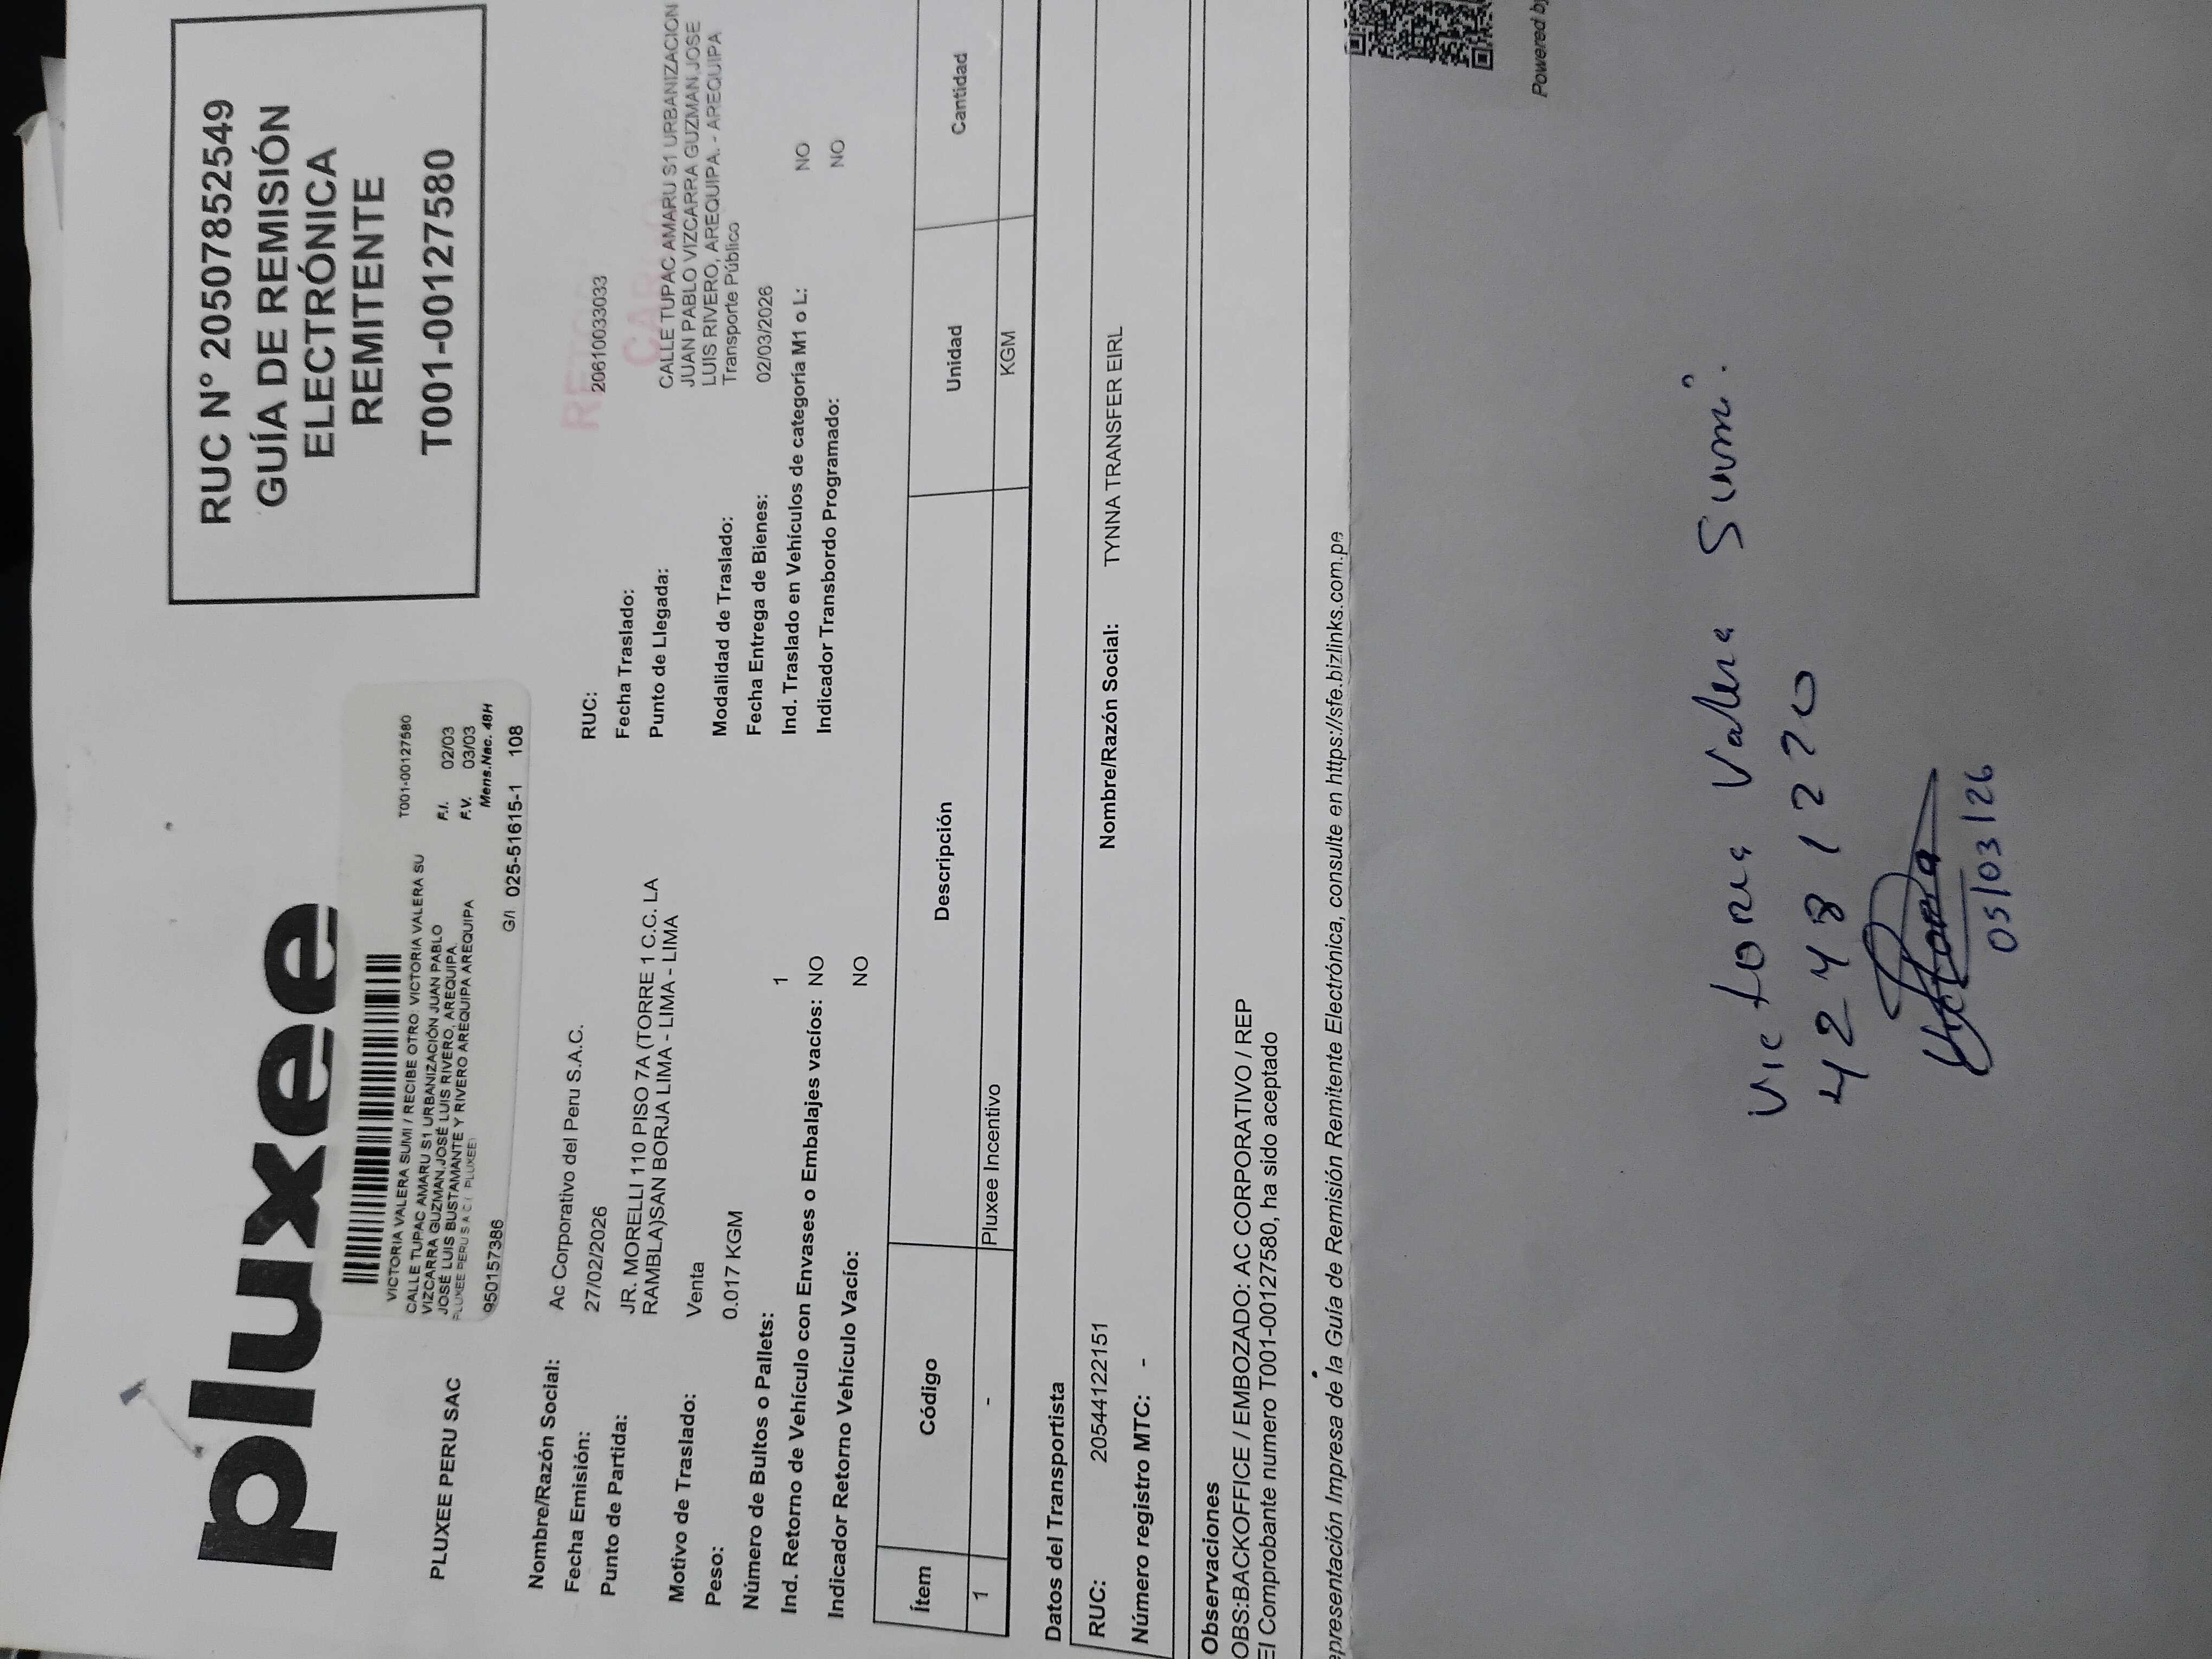 pluxee
RUC N° 20507852549
GUÍA DE REMISIÓN
ELECTRÓNICA
REMITENTE
T001-00127580
VICTORIA VALERA SUMI / RECIBE OTRO: VICTORIA VALERA SU
T001-00127580
CALLE TUPAC AMARU S1 URBANIZACIÓN JUAN PABLO
VIZCARRA GUZMAN,JOSÉ LUIS RIVERO, AREQUIPA.
JOSÉ LUIS BUSTAMANTE Y RIVERO AREQUIPA AREQUIPA
PLUXEE PERU S A C ( PLUXEE)
F.I. 02/03
F.V. 03/03
Mens.Nac. 48H
950157386
G/I 025-51615-1 108
PLUXEE PERU SAC
Nombre/Razón Social: Ac Corporativo del Peru S.A.C.
RUC: 20610033033
Fecha Emisión: 27/02/2026
Fecha Traslado:
Punto de Partida: JR. MORELLI 110 PISO 7A (TORRE 1 C.C. LA
RAMBLA)SAN BORJA LIMA - LIMA - LIMA
Punto de Llegada: CALLE TUPAC AMARU S1 URBANIZACION
JUAN PABLO VIZCARRA GUZMAN,JOSE
LUIS RIVERO, AREQUIPA. - AREQUIPA
Motivo de Traslado: Venta
Modalidad de Traslado: Transporte Público
Peso: 0.017 KGM
Fecha Entrega de Bienes: 02/03/2026
Número de Bultos o Pallets: 1
Ind. Traslado en Vehículos de categoría M1 o L: NO
Ind. Retorno de Vehículo con Envases o Embalajes vacíos: NO
Indicador Transbordo Programado: NO
Indicador Retorno Vehículo Vacío: NO
Ítem Código Descripción Unidad Cantidad
1 - Pluxee Incentivo KGM
Datos del Transportista
RUC: 20544122151 Nombre/Razón Social: TYNNA TRANSFER EIRL
Número registro MTC: -
Observaciones
OBS:BACKOFFICE / EMBOZADO: AC CORPORATIVO / REP
El Comprobante numero T001-00127580, ha sido aceptado
epresentación Impresa de la Guía de Remisión Remitente Electrónica, consulte en https://sfe.bizlinks.com.pe
Powered by
Victoria Valera Sumi.
42481220
05/03/26